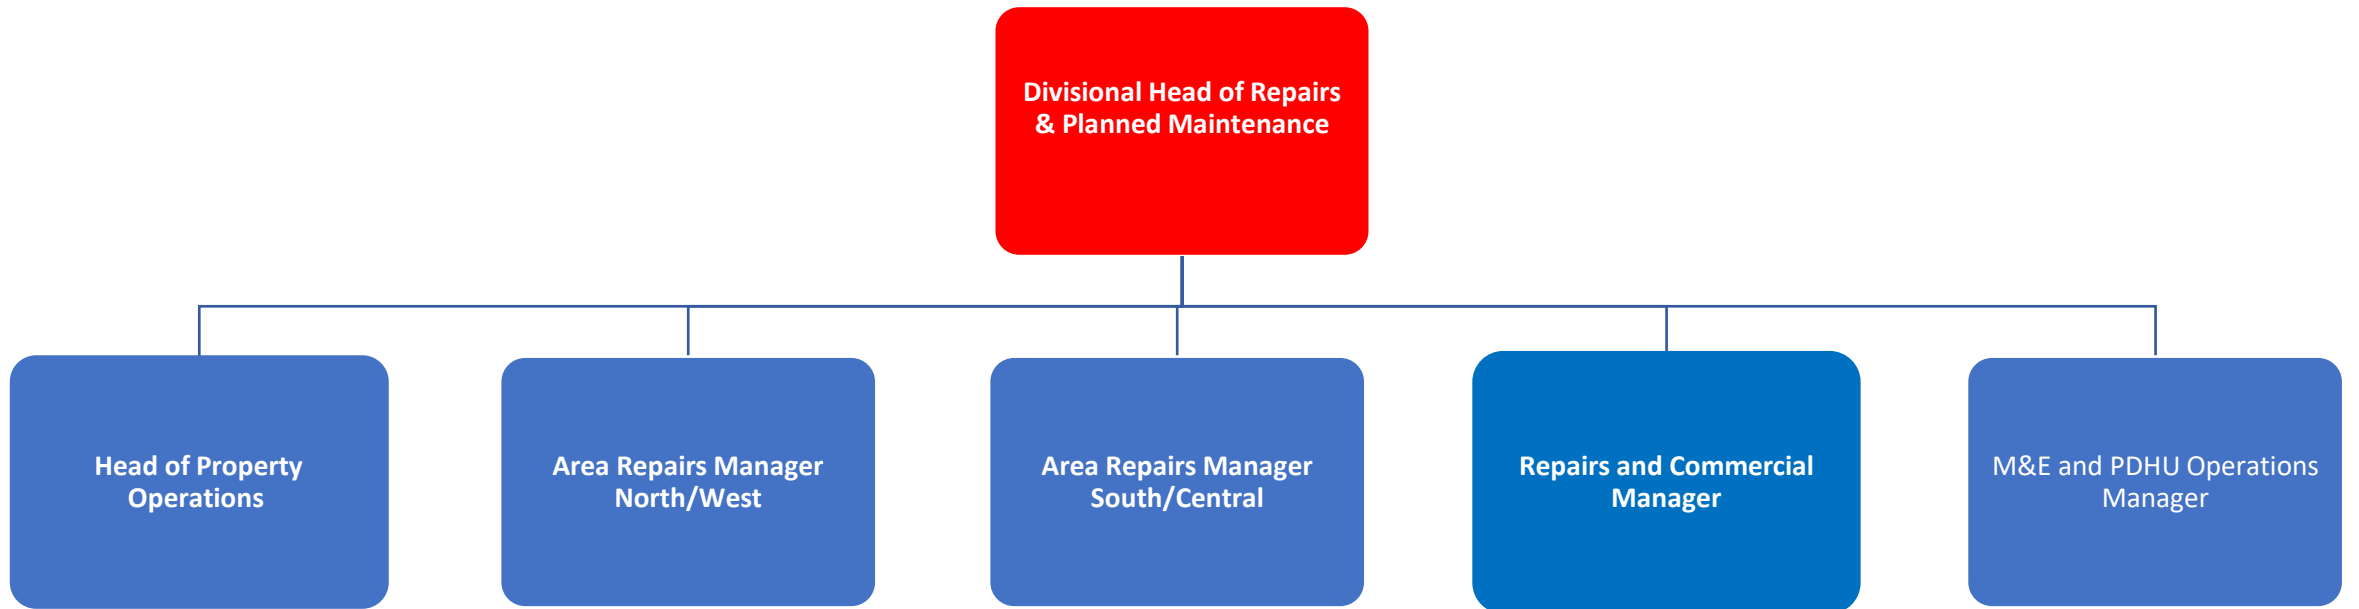 Divisional Head of Repairs
& Planned Maintenance
Head of Property
Operations
Area Repairs Manager
North/West
Area Repairs Manager
South/Central
Repairs and Commercial
Manager
M&E and PDHU Operations
Manager